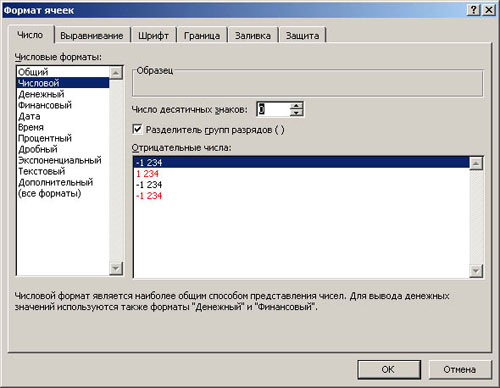 Формат ячеек
Число
Выравнивание
Шрифт
Граница
Заливка
Защита
Числовые форматы:
Общий
Числовой
Денежный
Финансовый
Дата
Время
Процентный
Дробный
Экспоненциальный
Текстовый
Дополнительный
(все форматы)
Образец
Число десятичных знаков: 0
Разделитель групп разрядов ( )
Отрицательные числа:
-1 234
1 234
-1 234
-1 234
Числовой формат является наиболее общим способом представления чисел. Для вывода денежных
значений используются также форматы "Денежный" и "Финансовый".
ОК
Отмена